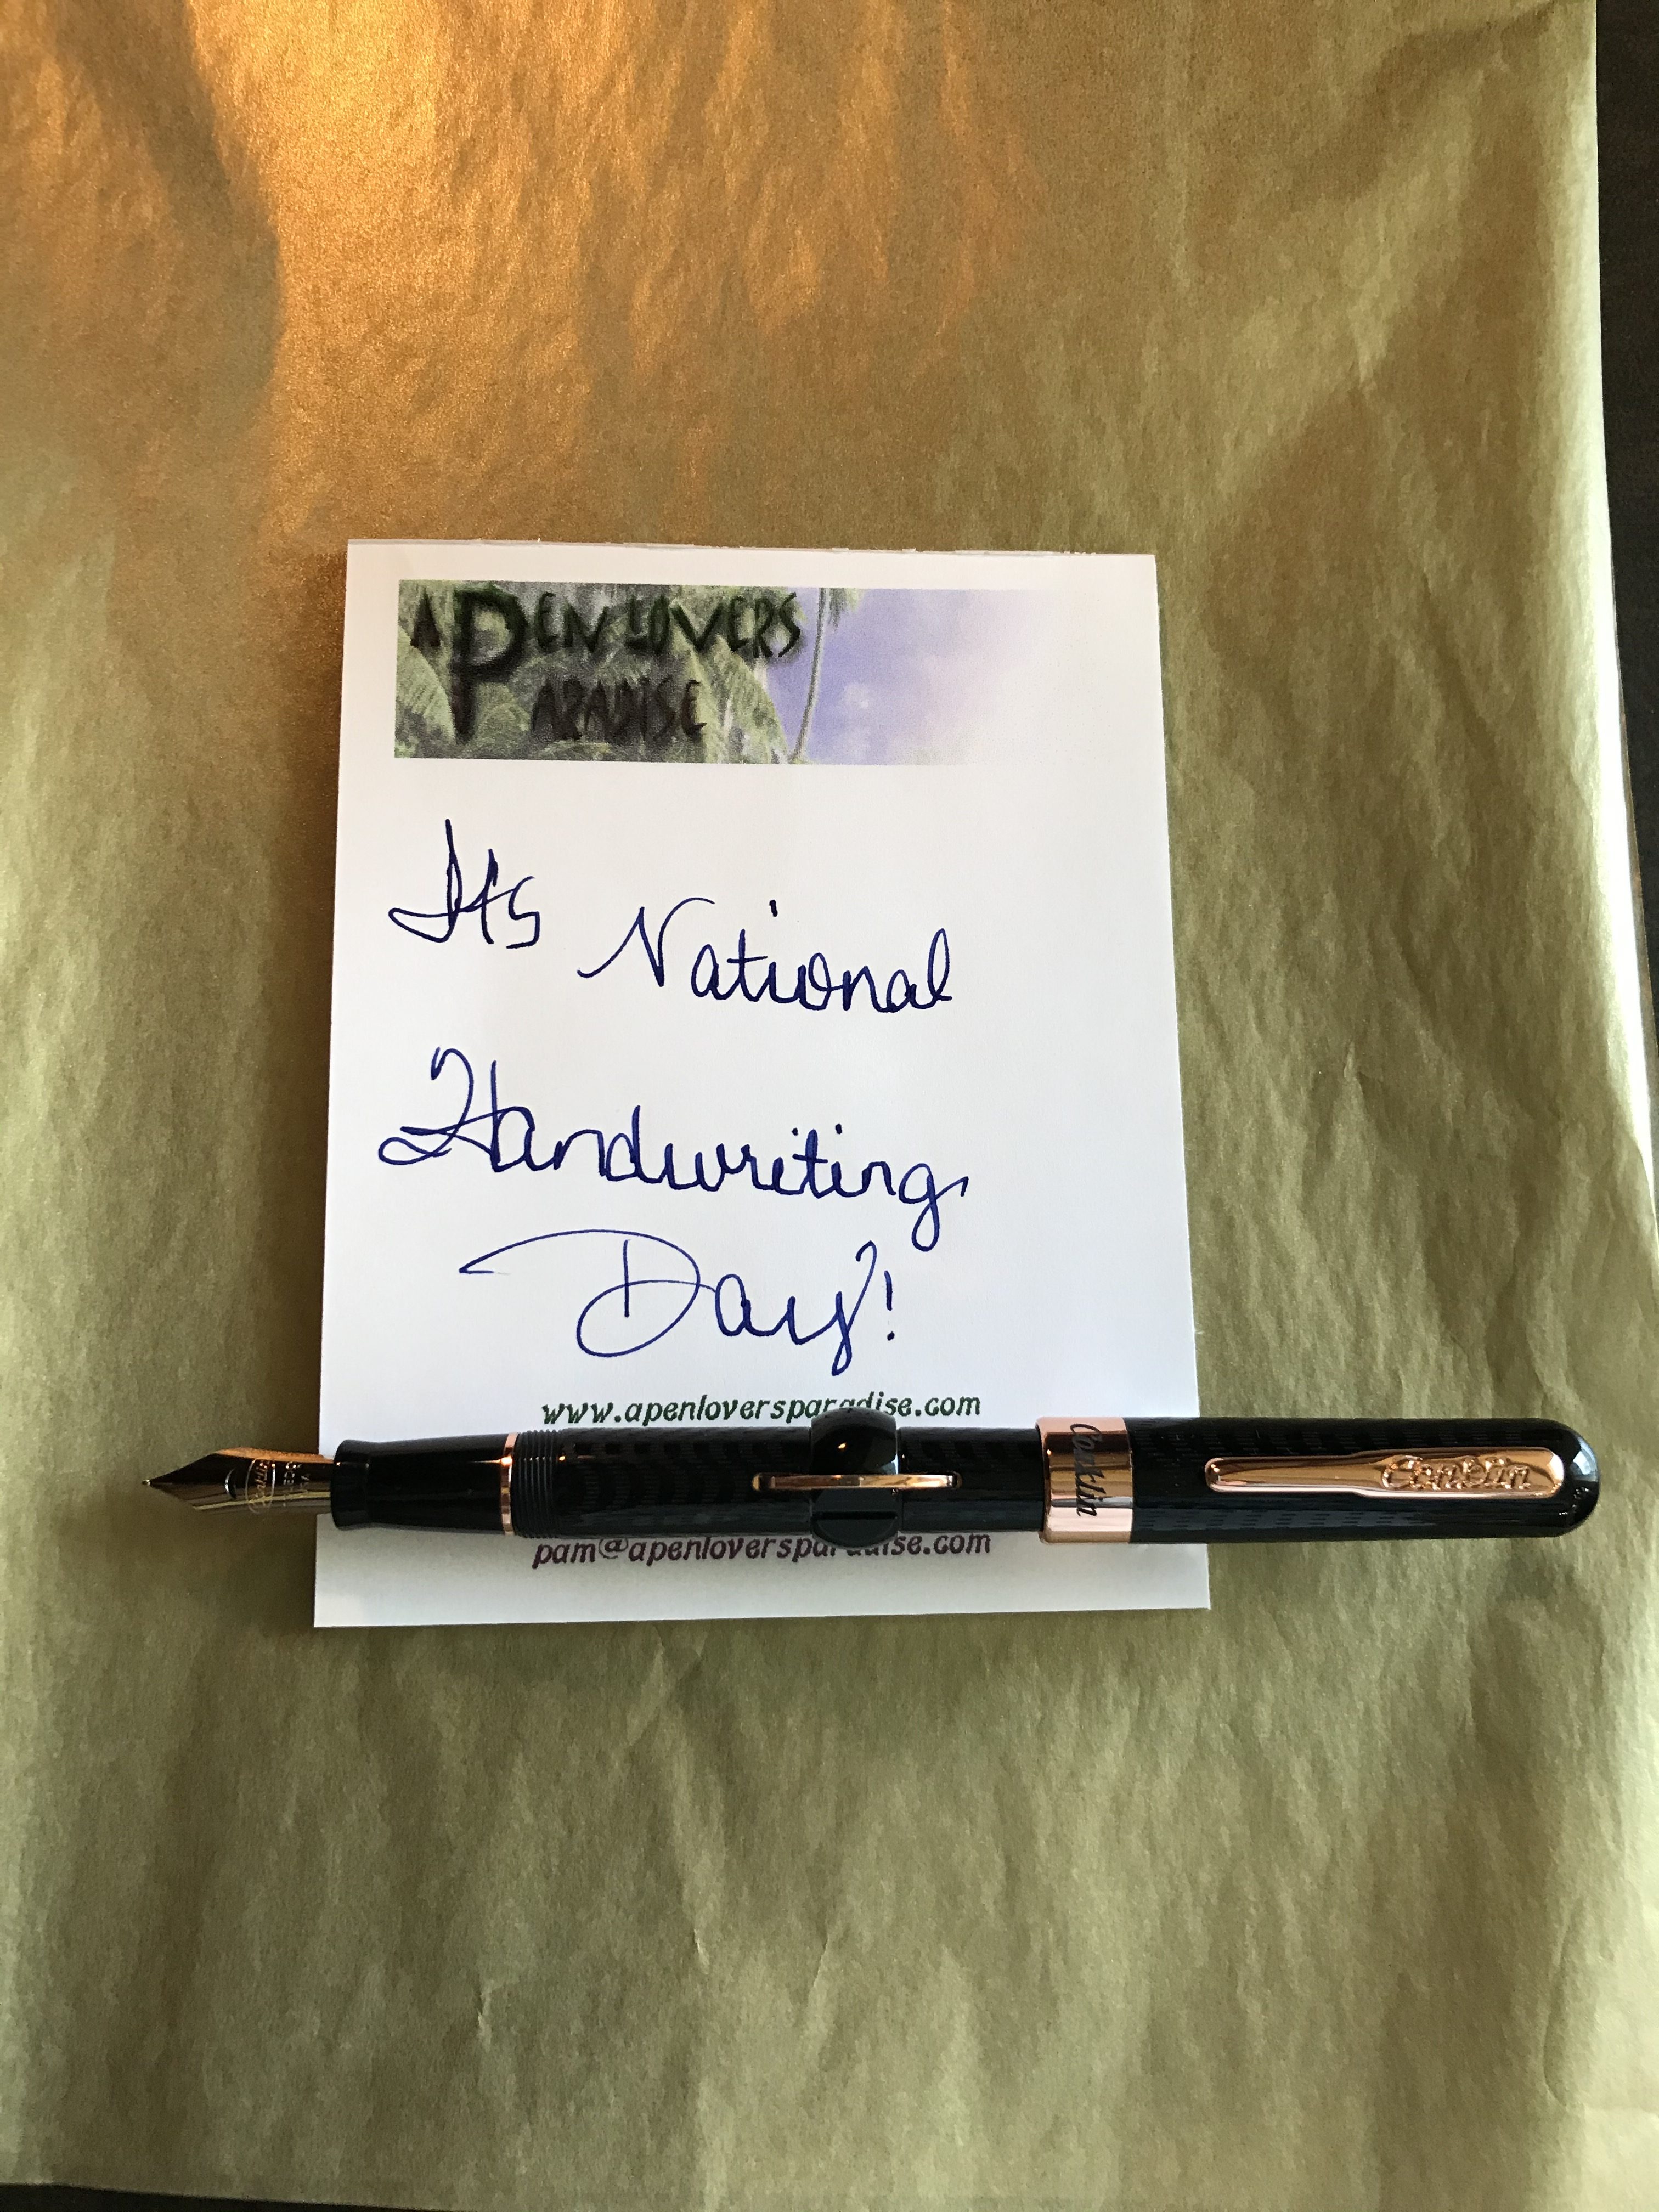 A PEN LOVERS
PARADISE
Its National
Handwriting
Day!
www.apenloversparadise.com
Conklin
Conklin
pam@apenloversparadise.com